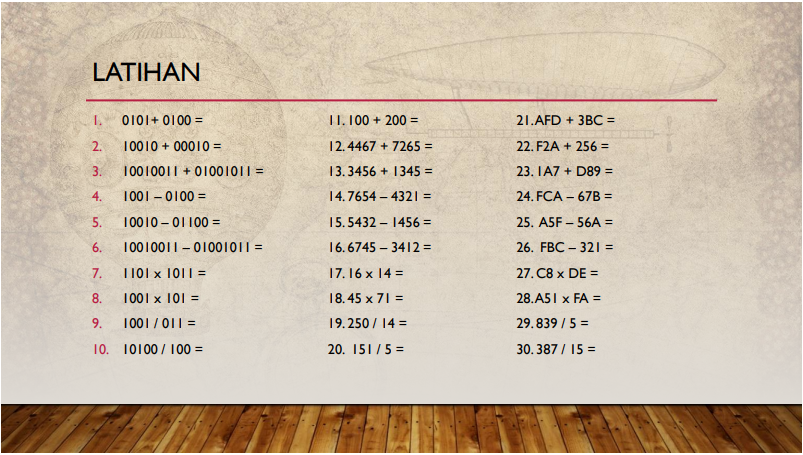 LATIHAN
1. 0101+ 0100 =
2. 10010 + 00010 =
3. 10010011 + 01001011 =
4. 1001 – 0100 =
5. 10010 – 01100 =
6. 10010011 – 01001011 =
7. 1101 x 1011 =
8. 1001 x 101 =
9. 1001 / 011 =
10. 10100 / 100 =
11. 100 + 200 =
12. 4467 + 7265 =
13. 3456 + 1345 =
14. 7654 – 4321 =
15. 5432 – 1456 =
16. 6745 – 3412 =
17. 16 x 14 =
18. 45 x 71 =
19. 250 / 14 =
20. 151 / 5 =
21. AFD + 3BC =
22. F2A + 256 =
23. 1A7 + D89 =
24. FCA – 67B =
25. A5F – 56A =
26. FBC – 321 =
27. C8 x DE =
28. A51 x FA =
29. 839 / 5 =
30. 387 / 15 =